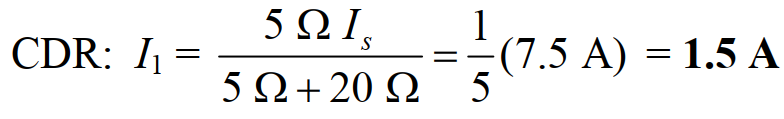 CDR: I₁ = 5 Ω Iₛ / (5 Ω + 20 Ω) = 1/5 (7.5 A) = 1.5 A